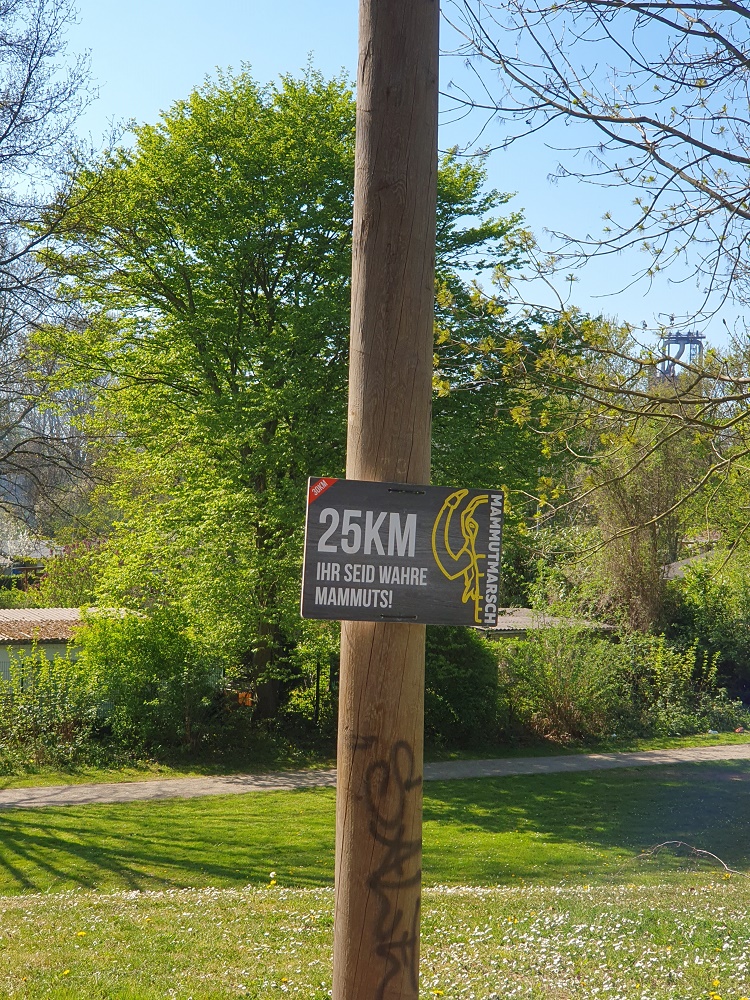 30KM
25KM
IHR SEID WAHRE
MAMMUTS!
MAMMUTMARSCH